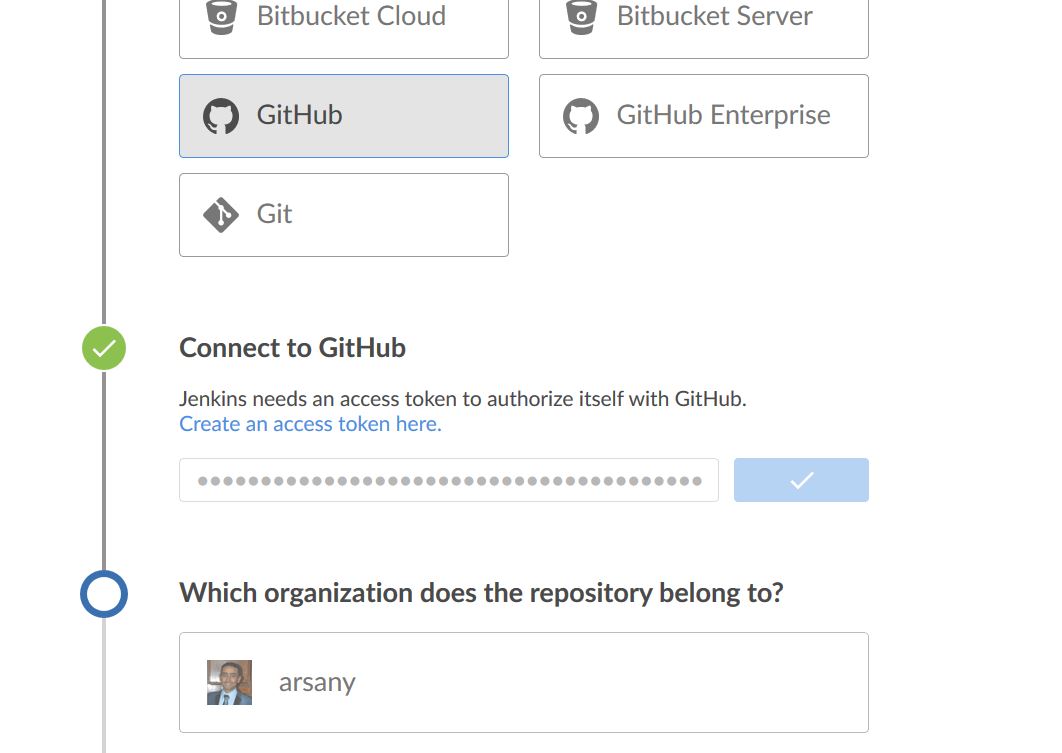 Bitbucket Cloud
Bitbucket Server
GitHub
GitHub Enterprise
Git
Connect to GitHub
Jenkins needs an access token to authorize itself with GitHub.
Create an access token here.
Which organization does the repository belong to?
arsany